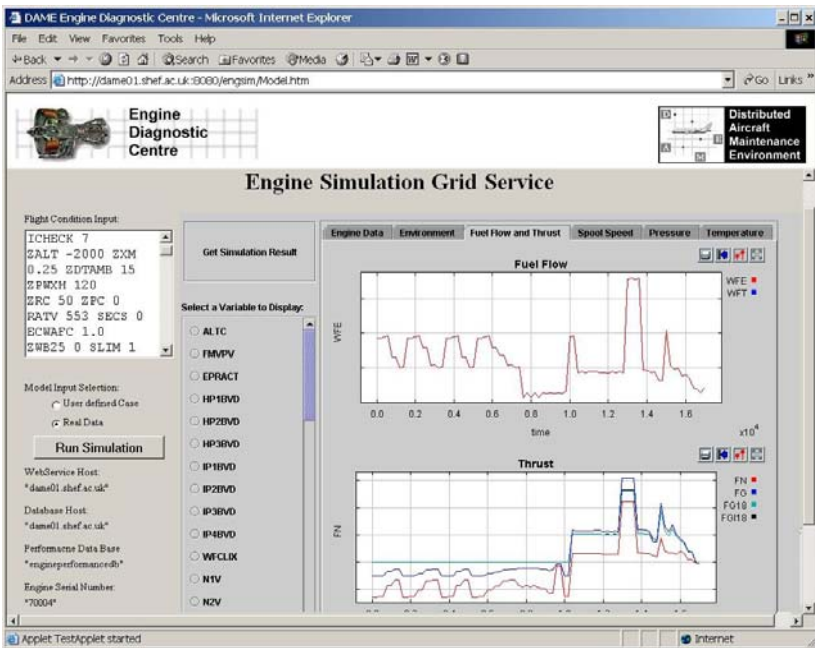 DAME Engine Diagnostic Centre - Microsoft Internet Explorer
File Edit View Favorites Tools Help
Back Search Favorites Media
Address http://dame01.shef.ac.uk:8080/engsim/Model.htm Go Links »
Engine
Diagnostic
Centre
D
A
M
E
Distributed
Aircraft
Maintenance
Environment
Engine Simulation Grid Service
Flight Condition Input:
ICHECK 7
ZALT -2000 ZXM
0.25 ZDTAMB 15
ZPWXH 120
ZRC 50 ZPC 0
RATV 553 SECS 0
ECWAFC 1.0
ZWB25 0 SLIM 1
Model Input Selection:
User defined Case
Real Data
Run Simulation
WebService Host:
"dame01.shef.ac.uk"
Database Host:
"dame01.shef.ac.uk"
Performacne Data Base
"engineperformancedb"
Engine Serial Number:
"70004"
Get Simulation Result
Select a Variable to Display:
ALTC
FMVPV
EPRACT
HP1BVD
HP2BVD
HP3BVD
IP1BVD
IP2BVD
IP3BVD
IP4BVD
WFCLIX
N1V
N2V
Engine Data Environment Fuel Flow and Thrust Spool Speed Pressure Temperature
Fuel Flow
WFE
WFT
WFE
0.0 0.2 0.4 0.6 0.8 1.0 1.2 1.4 1.6
time x10^4
Thrust
FN
FG
FG18
FGI18
FN
Applet TestApplet started
Internet